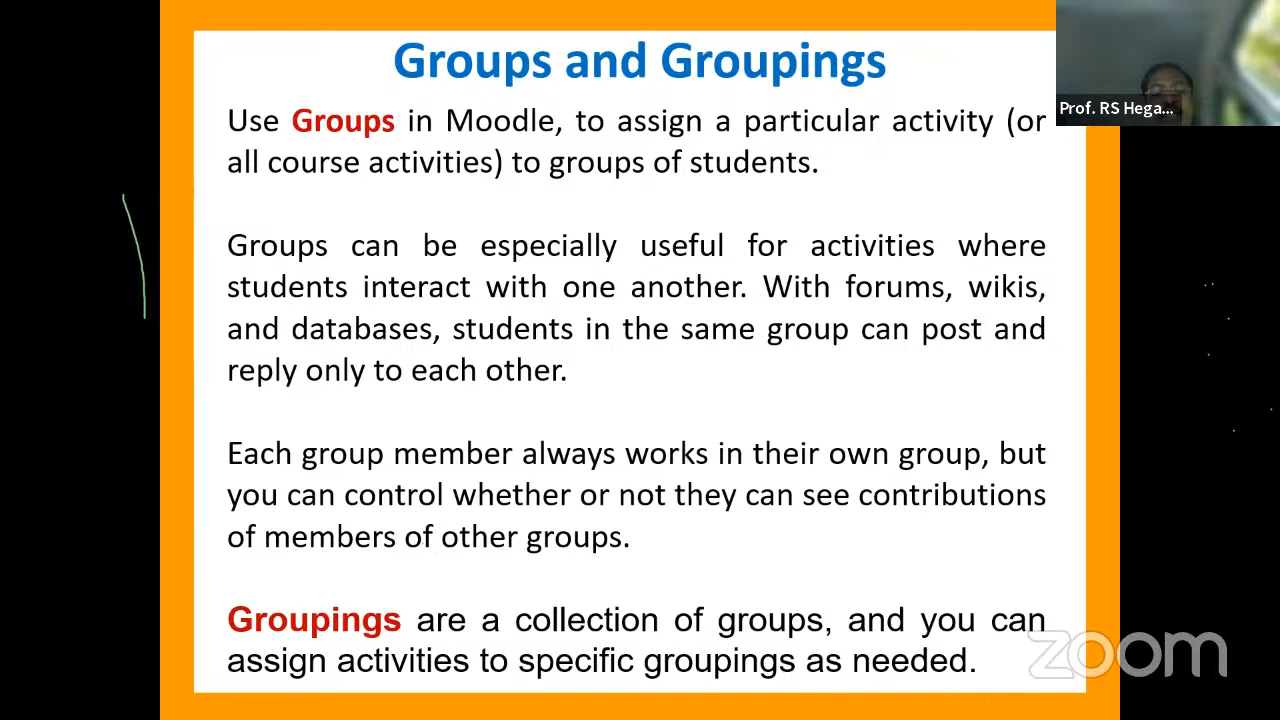 Groups and Groupings
Prof. RS Hega...
Use Groups in Moodle, to assign a particular activity (or
all course activities) to groups of students.
Groups can be especially useful for activities where
students interact with one another. With forums, wikis,
and databases, students in the same group can post and
reply only to each other.
Each group member always works in their own group, but
you can control whether or not they can see contributions
of members of other groups.
Groupings are a collection of groups, and you can
assign activities to specific groupings as needed.
zoom